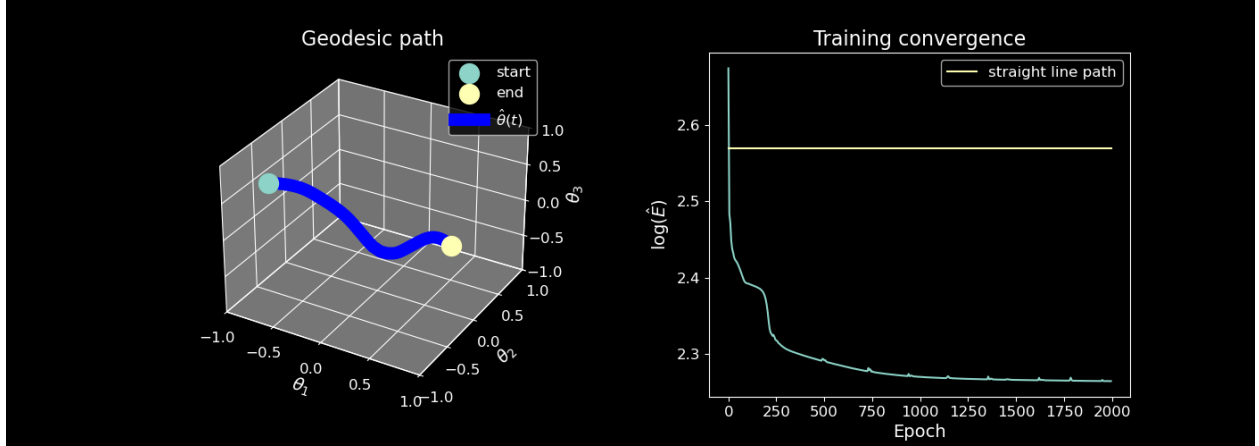 Geodesic path
start
end
θ̂(t)
1.0
0.5
0.0
−0.5
−1.0
θ₃
1.0
0.5
0.0
−0.5
−1.0
θ₂
−1.0
−0.5
0.0
0.5
1.0
θ₁
Training convergence
straight line path
2.6
2.5
2.4
2.3
log(Ê)
0 250 500 750 1000 1250 1500 1750 2000
Epoch